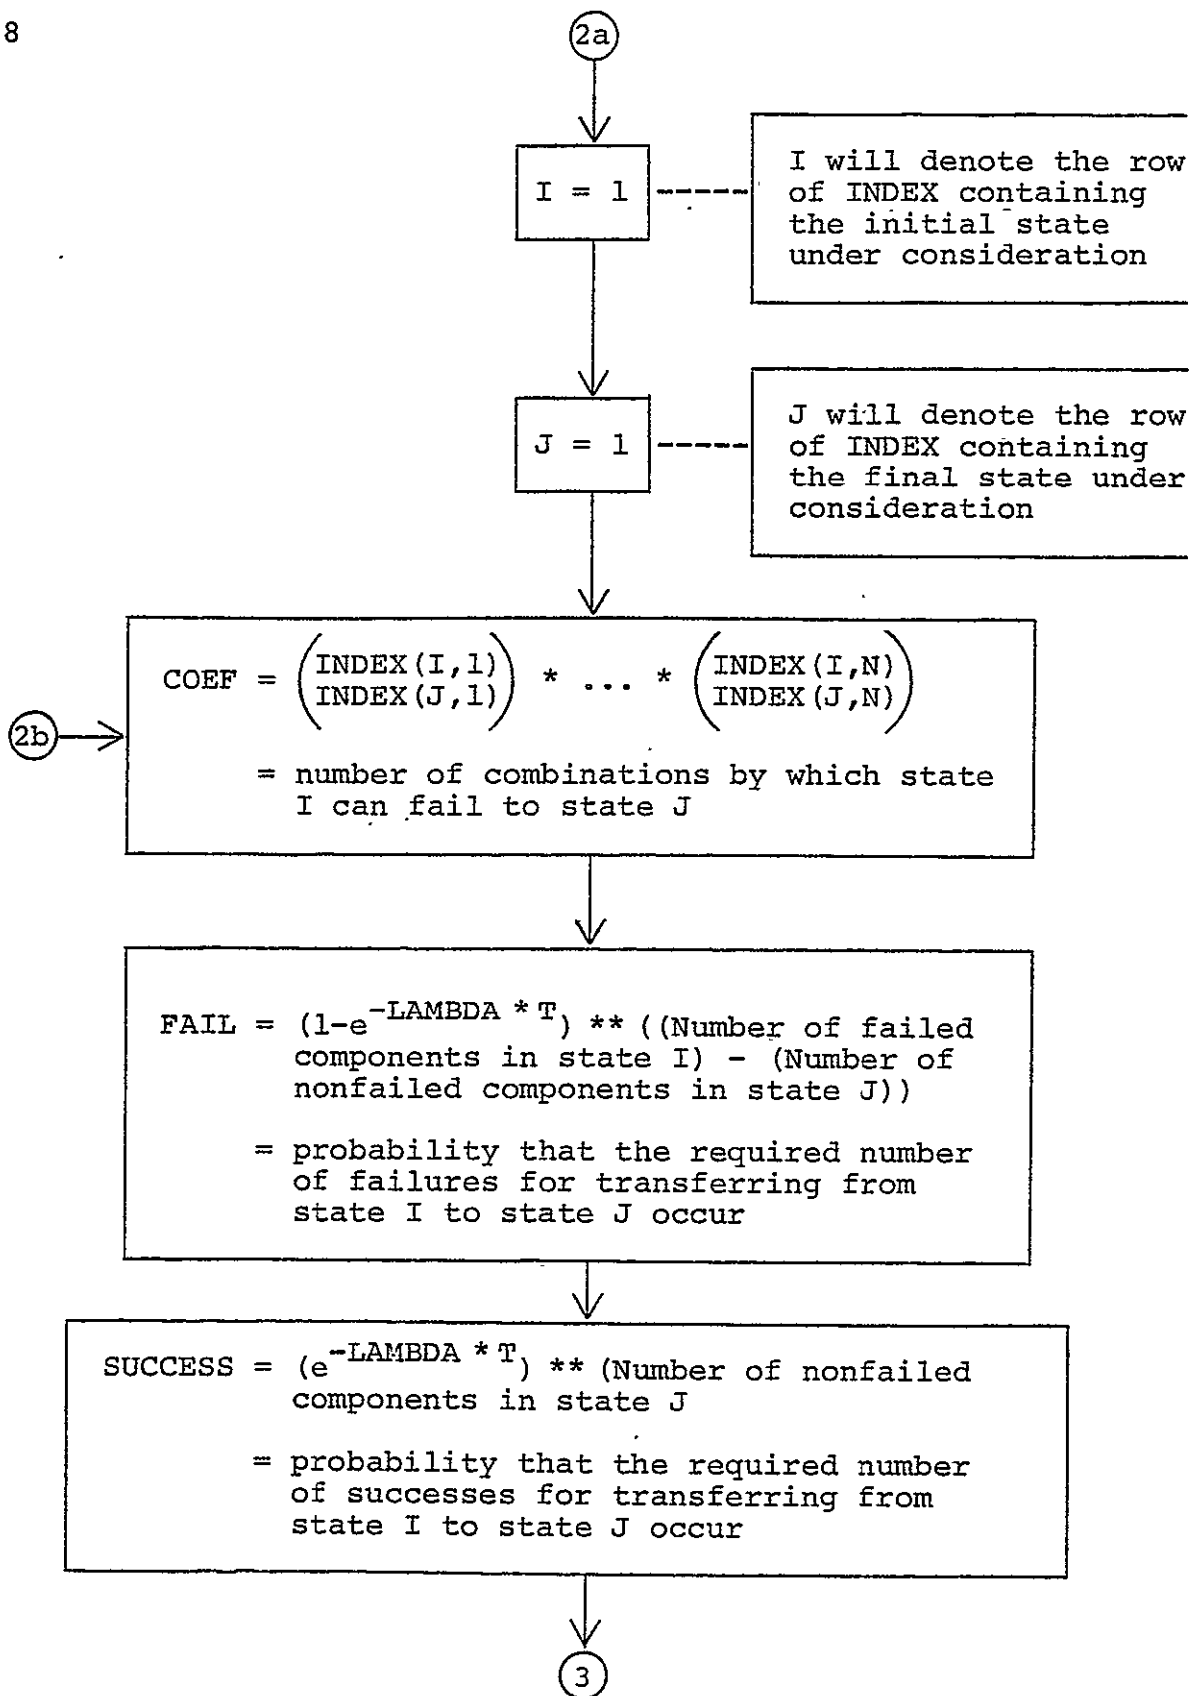 8
2a
I = 1
I will denote the row
of INDEX containing
the initial state
under consideration
J = 1
J will denote the row
of INDEX containing
the final state under
consideration
2b
COEF = (INDEX(I,1) INDEX(J,1)) * ... * (INDEX(I,N) INDEX(J,N))
= number of combinations by which state
I can fail to state J
FAIL = (1-e^-LAMBDA * T) ** ((Number of failed
components in state I) - (Number of
nonfailed components in state J))
= probability that the required number
of failures for transferring from
state I to state J occur
SUCCESS = (e^-LAMBDA * T) ** (Number of nonfailed
components in state J
= probability that the required number
of successes for transferring from
state I to state J occur
3